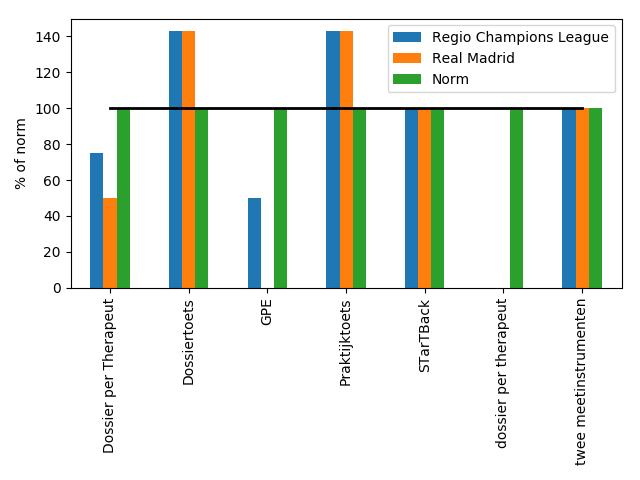 Regio Champions League
Real Madrid
Norm
% of norm
140
120
100
80
60
40
20
0
Dossier per Therapeut
Dossiertoets
GPE
Praktijktoets
STarTBack
dossier per therapeut
twee meetinstrumenten